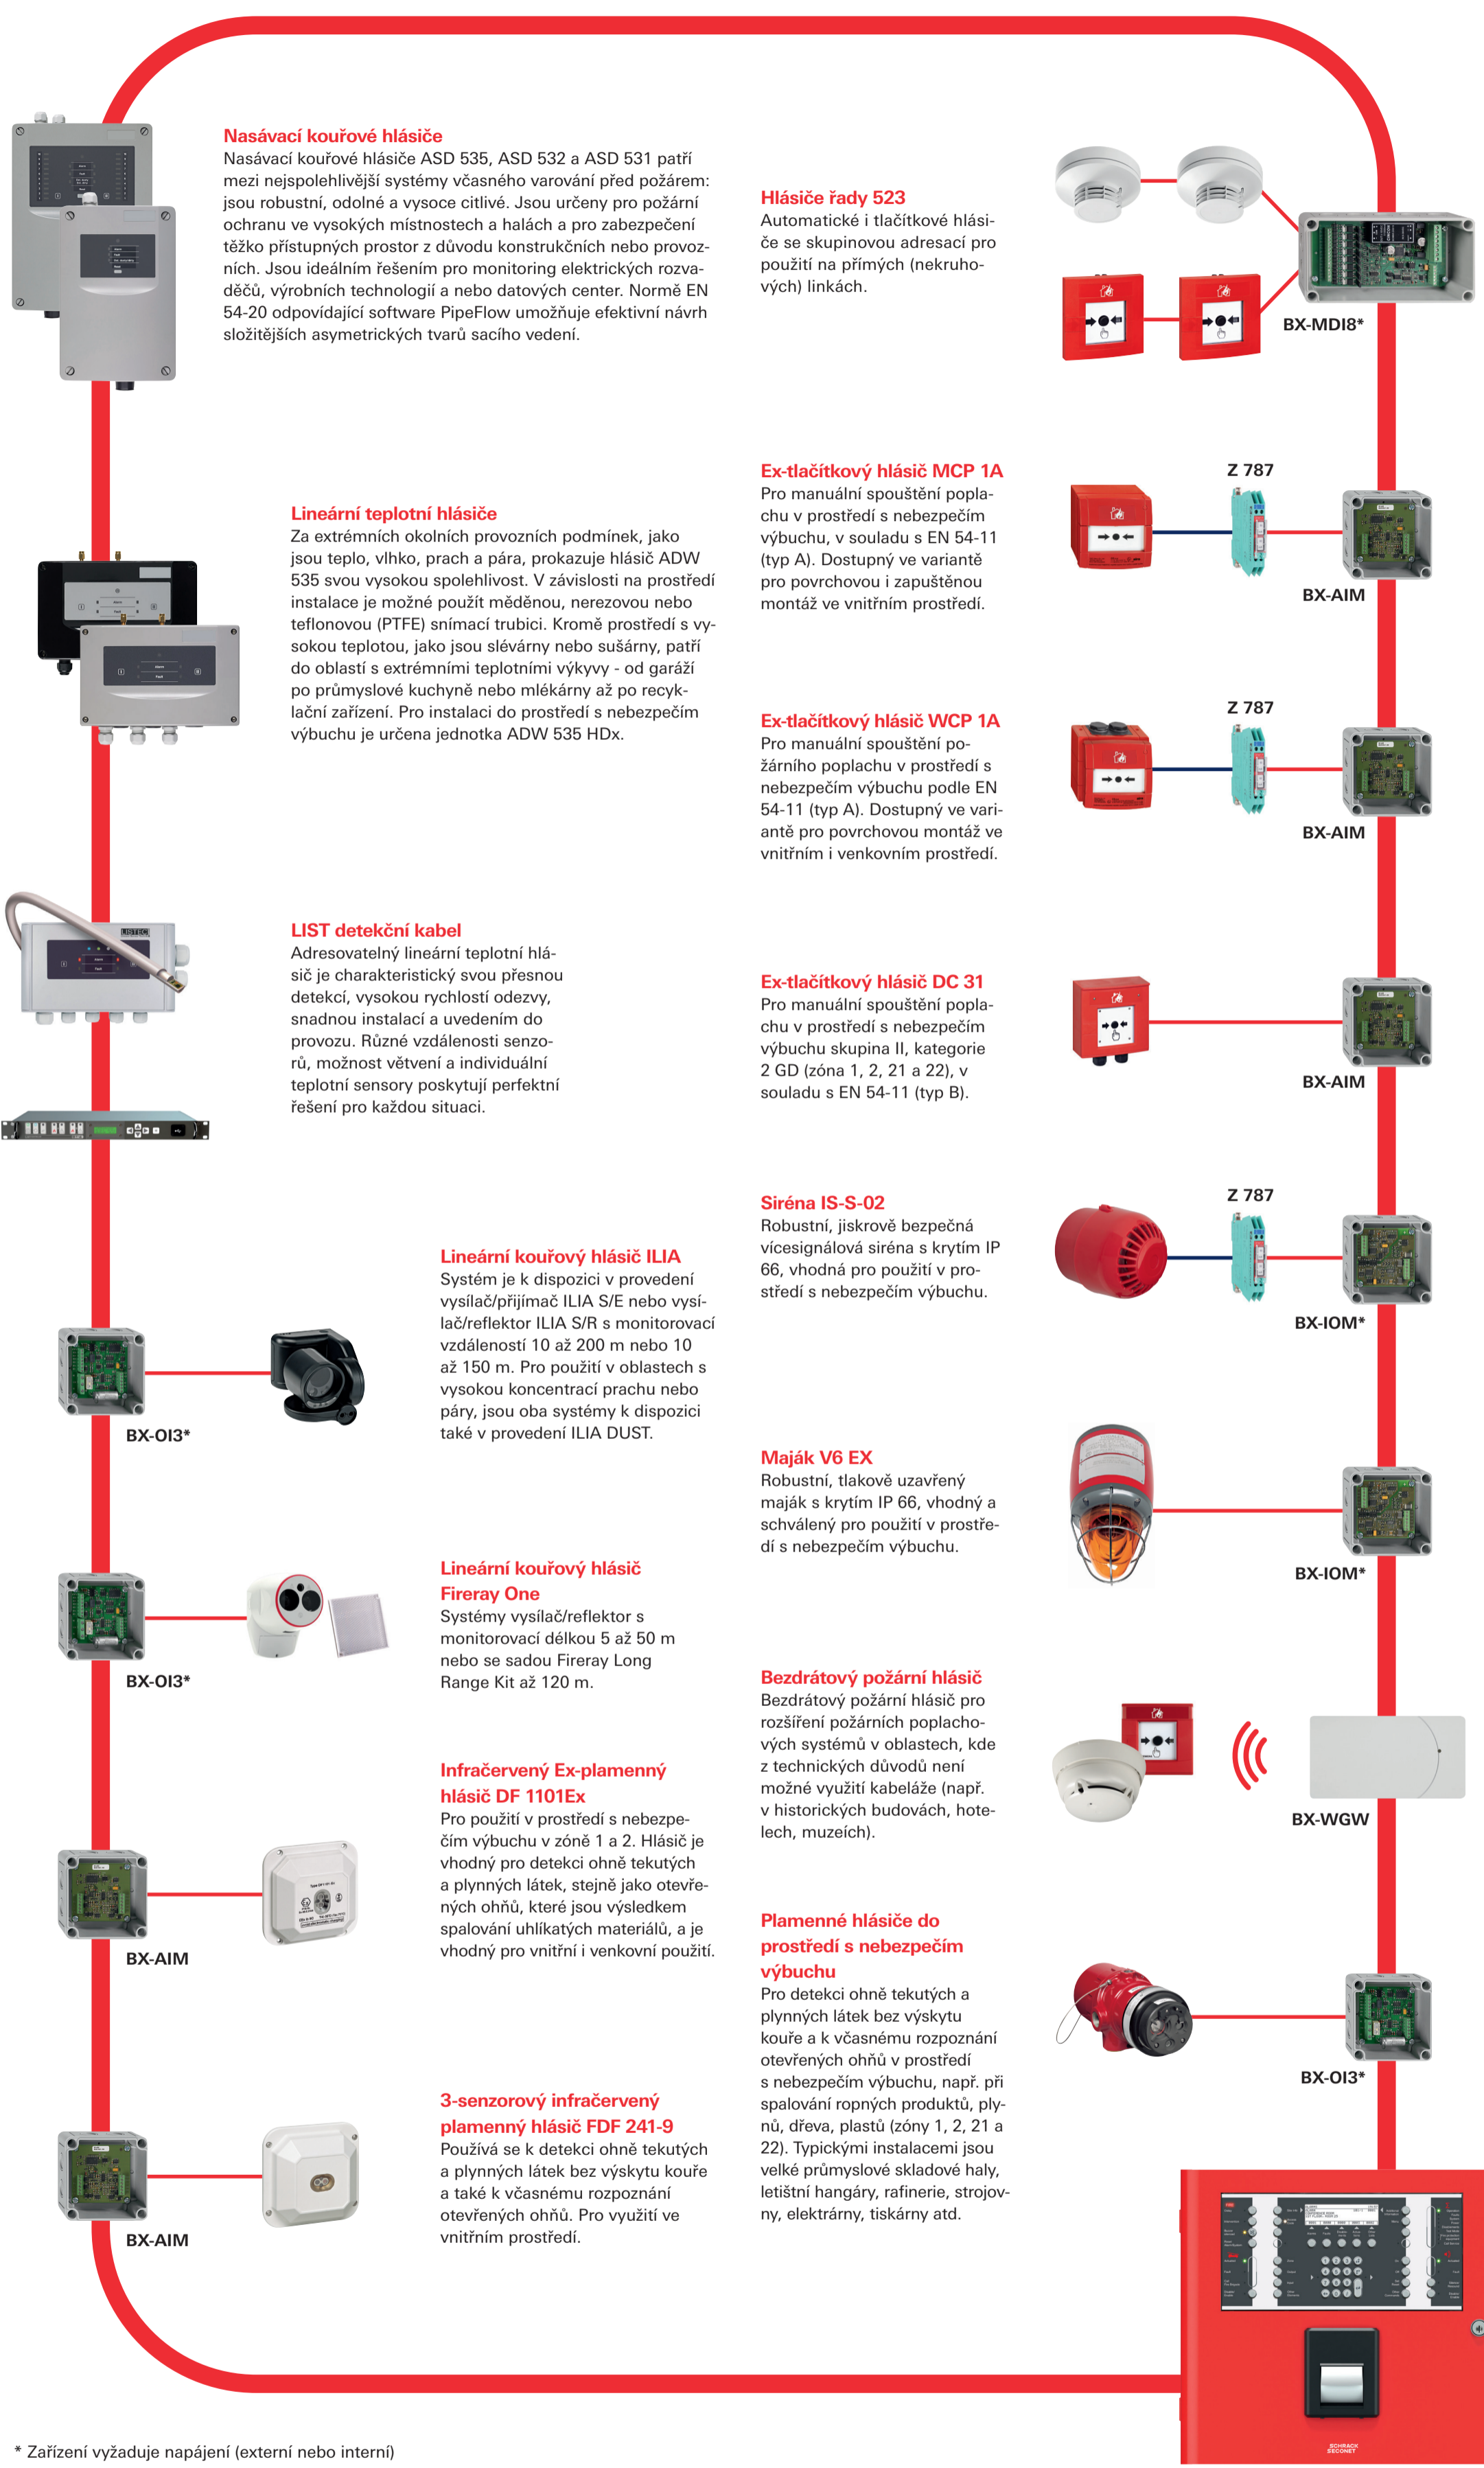 Nasávací kouřové hlásiče
Nasávací kouřové hlásiče ASD 535, ASD 532 a ASD 531 patří
mezi nejspolehlivější systémy včasného varování před požárem:
jsou robustní, odolné a vysoce citlivé. Jsou určeny pro požární
ochranu ve vysokých místnostech a halách a pro zabezpečení
těžko přístupných prostor z důvodu konstrukčních nebo provoz-
ních. Jsou ideálním řešením pro monitoring elektrických rozva-
děčů, výrobních technologií a nebo datových center. Normě EN
54-20 odpovídající software PipeFlow umožňuje efektivní návrh
složitějších asymetrických tvarů sacího vedení.
Lineární teplotní hlásiče
Za extrémních okolních provozních podmínek, jako
jsou teplo, vlhko, prach a pára, prokazuje hlásič ADW
535 svou vysokou spolehlivost. V závislosti na prostředí
instalace je možné použít měděnou, nerezovou nebo
teflonovou (PTFE) snímací trubici. Kromě prostředí s vy-
sokou teplotou, jako jsou slévárny nebo sušárny, patří
do oblastí s extrémními teplotními výkyvy - od garáží
po průmyslové kuchyně nebo mlékárny až po recyk-
lační zařízení. Pro instalaci do prostředí s nebezpečím
výbuchu je určena jednotka ADW 535 HDx.
LISTEC
LIST detekční kabel
Adresovatelný lineární teplotní hlá-
sič je charakteristický svou přesnou
detekcí, vysokou rychlostí odezvy,
snadnou instalací a uvedením do
provozu. Různé vzdálenosti senzo-
rů, možnost větvení a individuální
teplotní sensory poskytují perfektní
řešení pro každou situaci.
Lineární kouřový hlásič ILIA
Systém je k dispozici v provedení
vysílač/přijímač ILIA S/E nebo vysí-
lač/reflektor ILIA S/R s monitorovací
vzdáleností 10 až 200 m nebo 10
až 150 m. Pro použití v oblastech s
vysokou koncentrací prachu nebo
páry, jsou oba systémy k dispozici
také v provedení ILIA DUST.
BX-OI3*
Lineární kouřový hlásič
Fireray One
Systémy vysílač/reflektor s
monitorovací délkou 5 až 50 m
nebo se sadou Fireray Long
Range Kit až 120 m.
BX-OI3*
Infračervený Ex-plamenný
hlásič DF 1101Ex
Pro použití v prostředí s nebezpe-
čím výbuchu v zóně 1 a 2. Hlásič je
vhodný pro detekci ohně tekutých
a plynných látek, stejně jako otevře-
ných ohňů, které jsou výsledkem
spalování uhlíkatých materiálů, a je
vhodný pro vnitřní i venkovní použití.
BX-AIM
3-senzorový infračervený
plamenný hlásič FDF 241-9
Používá se k detekci ohně tekutých
a plynných látek bez výskytu kouře
a také k včasnému rozpoznání
otevřených ohňů. Pro využití ve
vnitřním prostředí.
BX-AIM
Hlásiče řady 523
Automatické i tlačítkové hlási-
če se skupinovou adresací pro
použití na přímých (nekruho-
vých) linkách.
BX-MDI8*
Ex-tlačítkový hlásič MCP 1A
Pro manuální spouštění popla-
chu v prostředí s nebezpečím
výbuchu, v souladu s EN 54-11
(typ A). Dostupný ve variantě
pro povrchovou i zapuštěnou
montáž ve vnitřním prostředí.
Z 787
BX-AIM
Ex-tlačítkový hlásič WCP 1A
Pro manuální spouštění po-
žárního poplachu v prostředí s
nebezpečím výbuchu podle EN
54-11 (typ A). Dostupný ve vari-
antě pro povrchovou montáž ve
vnitřním i venkovním prostředí.
Z 787
BX-AIM
Ex-tlačítkový hlásič DC 31
Pro manuální spouštění popla-
chu v prostředí s nebezpečím
výbuchu skupina II, kategorie
2 GD (zóna 1, 2, 21 a 22), v
souladu s EN 54-11 (typ B).
BX-AIM
Siréna IS-S-02
Robustní, jiskrově bezpečná
vícesignálová siréna s krytím IP
66, vhodná pro použití v pro-
středí s nebezpečím výbuchu.
Z 787
BX-IOM*
Maják V6 EX
Robustní, tlakově uzavřený
maják s krytím IP 66, vhodný a
schválený pro použití v prostře-
dí s nebezpečím výbuchu.
BX-IOM*
Bezdrátový požární hlásič
Bezdrátový požární hlásič pro
rozšíření požárních poplacho-
vých systémů v oblastech, kde
z technických důvodů není
možné využití kabeláže (např.
v historických budovách, hote-
lech, muzeích).
BX-WGW
Plamenné hlásiče do
prostředí s nebezpečím
výbuchu
Pro detekci ohně tekutých a
plynných látek bez výskytu
kouře a k včasnému rozpoznání
otevřených ohňů v prostředí
s nebezpečím výbuchu, např. při
spalování ropných produktů, ply-
nů, dřeva, plastů (zóny 1, 2, 21 a
22). Typickými instalacemi jsou
velké průmyslové skladové haly,
letištní hangáry, rafinerie, strojov-
ny, elektrárny, tiskárny atd.
BX-OI3*
SCHRACK
SECONET
* Zařízení vyžaduje napájení (externí nebo interní)